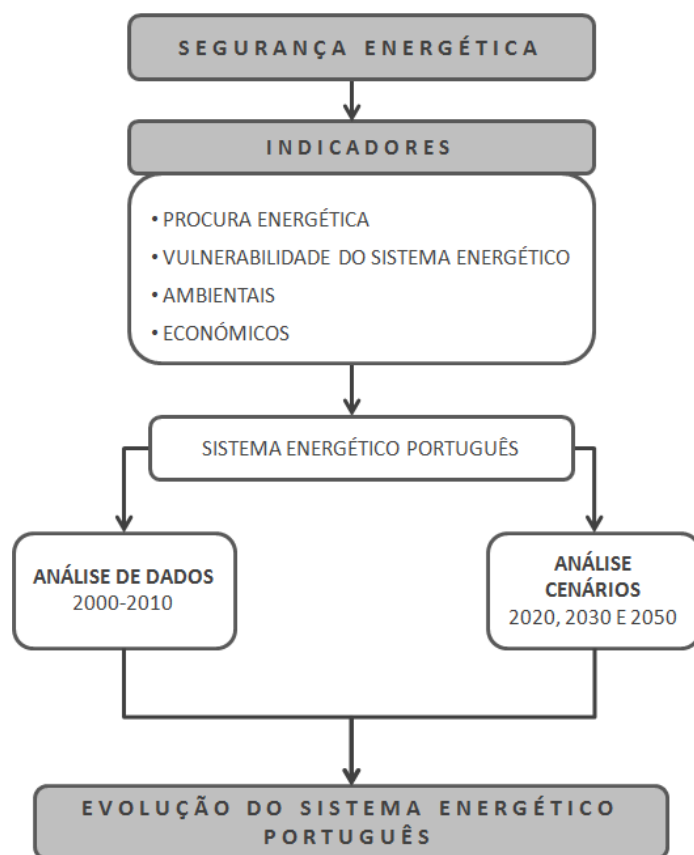 SEGURANÇA ENERGÉTICA
INDICADORES
• PROCURA ENERGÉTICA
• VULNERABILIDADE DO SISTEMA ENERGÉTICO
• AMBIENTAIS
• ECONÓMICOS
SISTEMA ENERGÉTICO PORTUGUÊS
ANÁLISE DE DADOS
2000-2010
ANÁLISE
CENÁRIOS
2020, 2030 E 2050
EVOLUÇÃO DO SISTEMA ENERGÉTICO
PORTUGUÊS